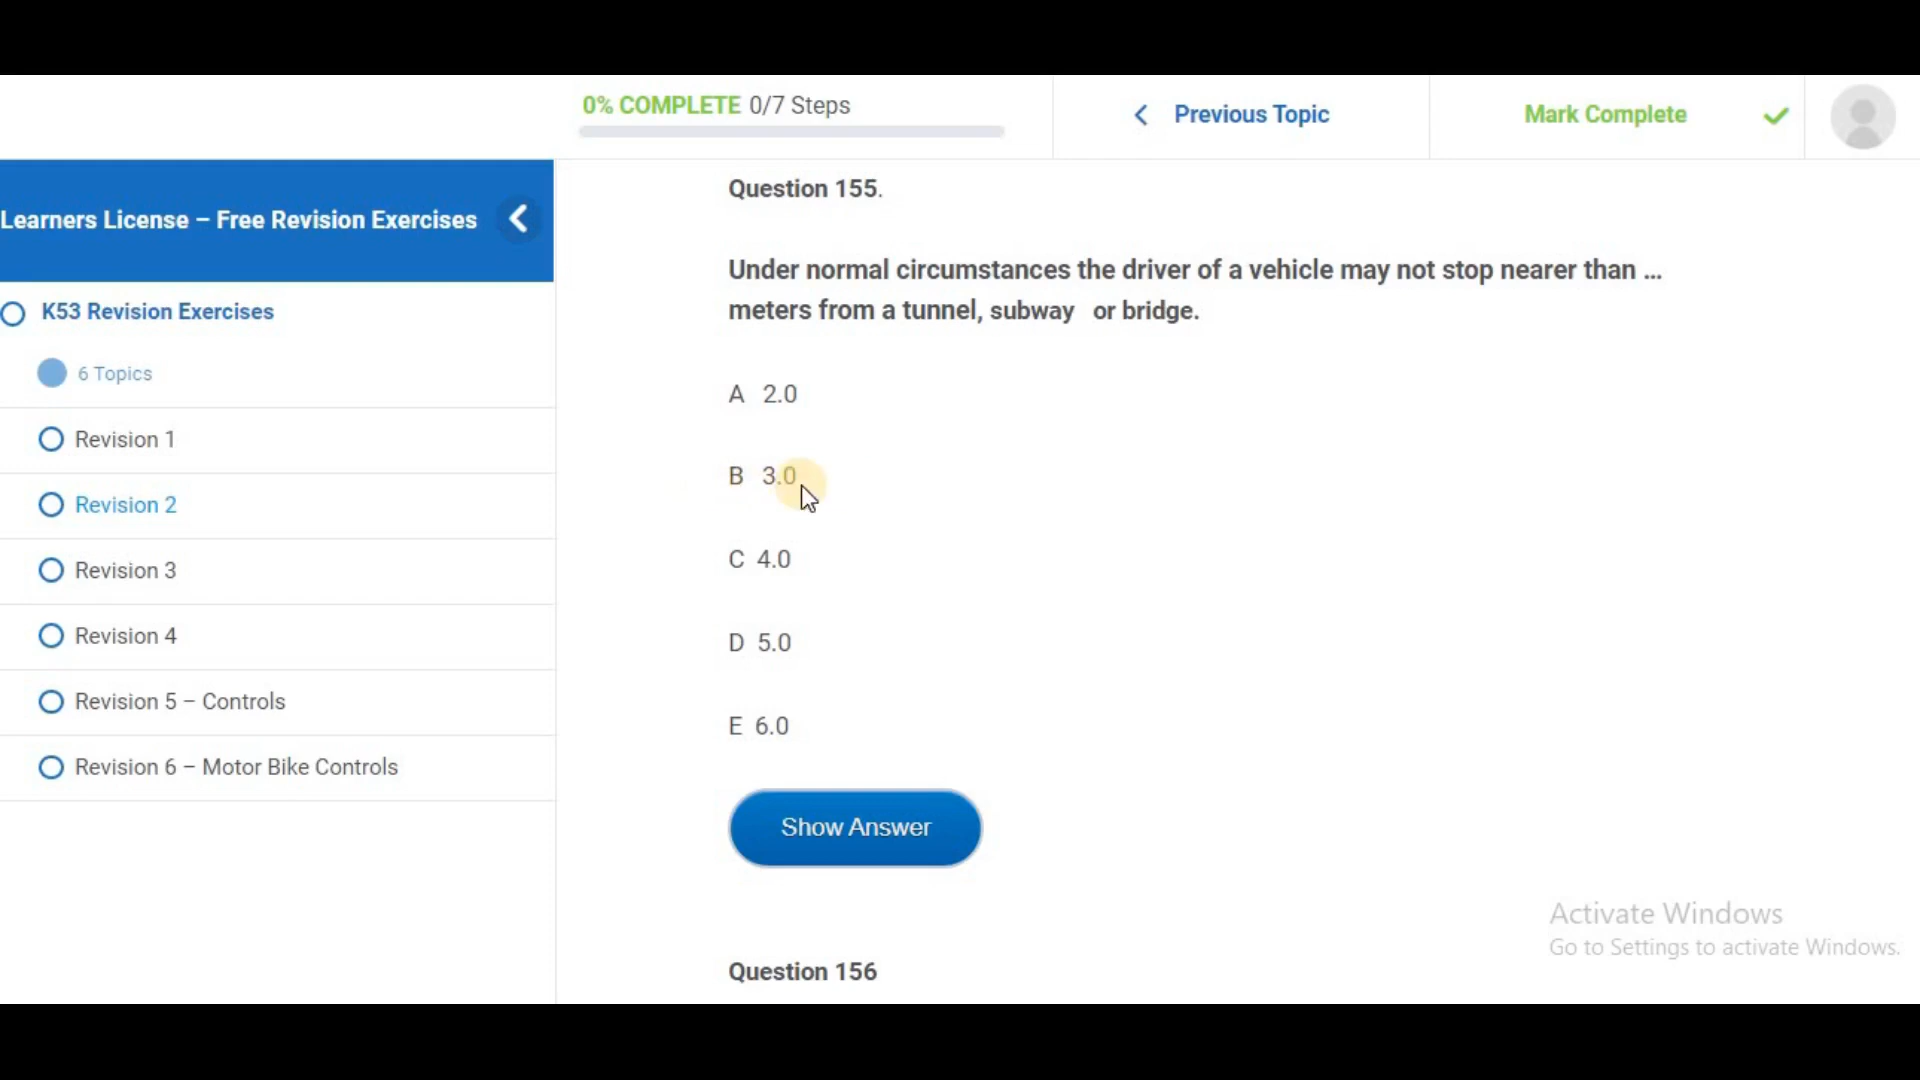 0% COMPLETE 0/7 Steps
Previous Topic
Mark Complete
Learners License – Free Revision Exercises
K53 Revision Exercises
6 Topics
Revision 1
Revision 2
Revision 3
Revision 4
Revision 5 – Controls
Revision 6 – Motor Bike Controls
Question 155.
Under normal circumstances the driver of a vehicle may not stop nearer than ...
meters from a tunnel, subway or bridge.
A 2.0
B 3.0
C 4.0
D 5.0
E 6.0
Show Answer
Question 156
Activate Windows
Go to Settings to activate Windows.